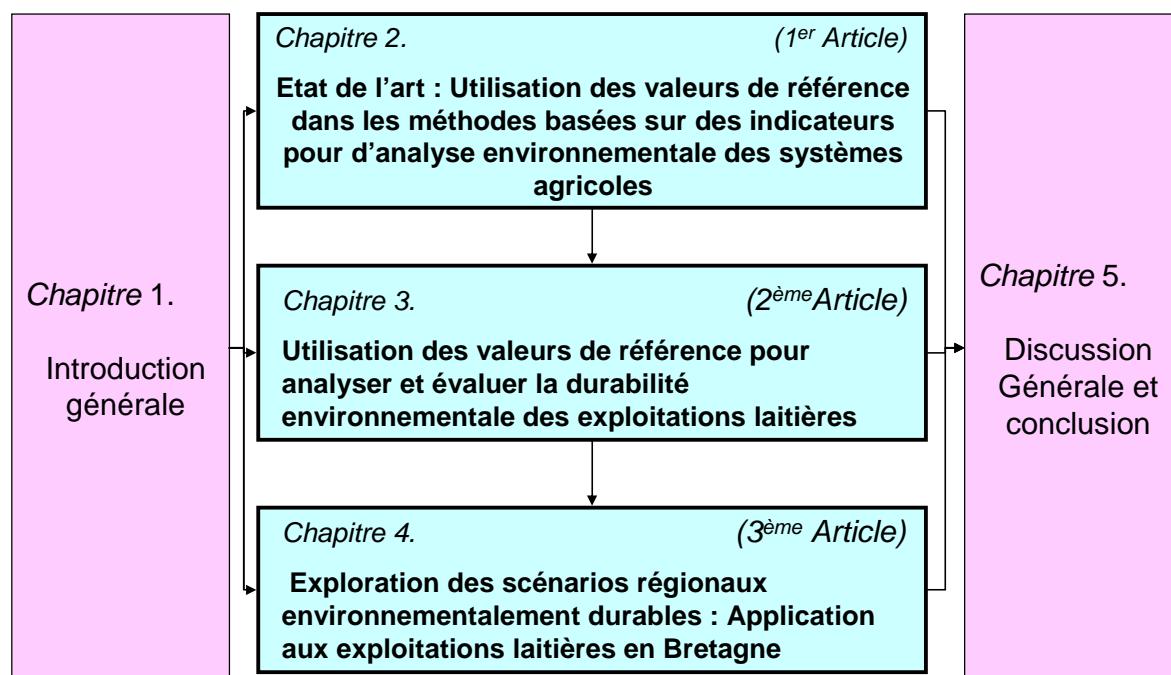 Chapitre 1.
Introduction
générale
Chapitre 2. (1er Article)
Etat de l'art : Utilisation des valeurs de référence
dans les méthodes basées sur des indicateurs
pour d'analyse environnementale des systèmes
agricoles
Chapitre 3. (2ème Article)
Utilisation des valeurs de référence pour
analyser et évaluer la durabilité
environnementale des exploitations laitières
Chapitre 4. (3ème Article)
Exploration des scénarios régionaux
environnementalement durables : Application
aux exploitations laitières en Bretagne
Chapitre 5.
Discussion
Générale et
conclusion